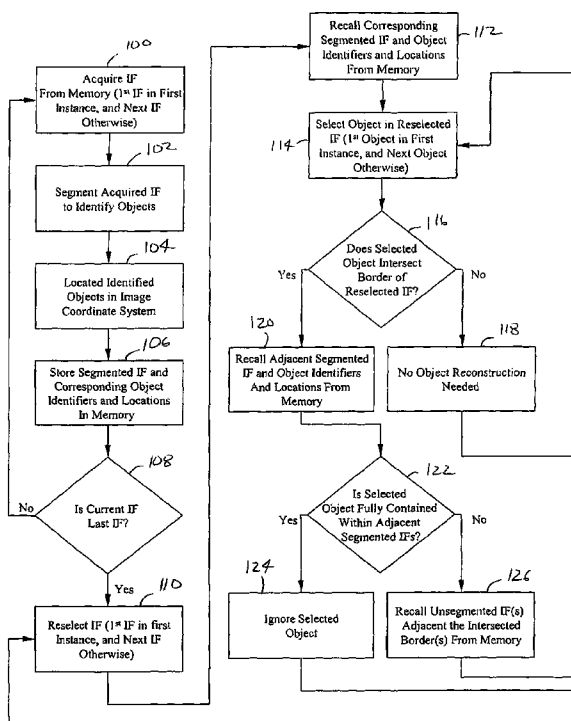 100
Acquire IF
From Memory (1st IF in First
Instance, and Next IF
Otherwise)
102
Segment Acquired IF
to Identify Objects
104
Located Identified
Objects in Image
Coordinate System
106
Store Segmented IF and
Corresponding Object
Identifiers and Locations
In Memory
108
No
Is Current IF
Last IF?
Yes
110
Reselect IF (1st IF in first
Instance, and Next IF
Otherwise)
Recall Corresponding
Segmented IF and Object
Identifiers and Locations
From Memory
112
Select Object in Reselected
IF (1st Object in First
Instance, and Next Object
Otherwise)
114
116
Does Selected
Object Intersect
Border of
Reselected IF?
Yes
No
120
Recall Adjacent Segmented
IF and Object Identifiers
And Locations From
Memory
118
No Object Reconstruction
Needed
122
Is Selected
Object Fully Contained
Within Adjacent
Segmented IFs?
Yes
No
124
Ignore Selected
Object
126
Recall Unsegmented IF(s)
Adjacent the Intersected
Border(s) From Memory